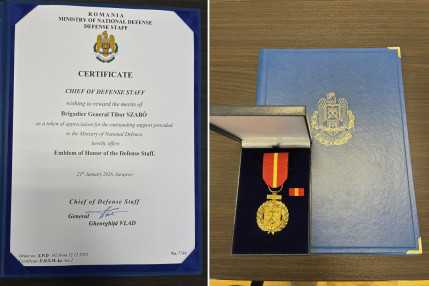 ROMANIA
MINISTRY OF NATIONAL DEFENSE
DEFENSE STAFF
CERTIFICATE
CHIEF OF DEFENSE STAFF
wishing to reward the merits of
Brigadier General Tibor SZABÓ
as a token of appreciation for the outstanding support provided
to the Ministry of National Defence
hereby offers
Emblem of Honor of the Defense Staff.
Chief of Defense Staff
General
Gheorghiță VLAD